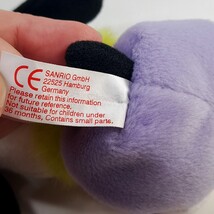 CE
SANRIO GmbH
22525 Hamburg
Germany
Please retain this information
for future reference
Not suitable for children under
36 months. Contains small parts.